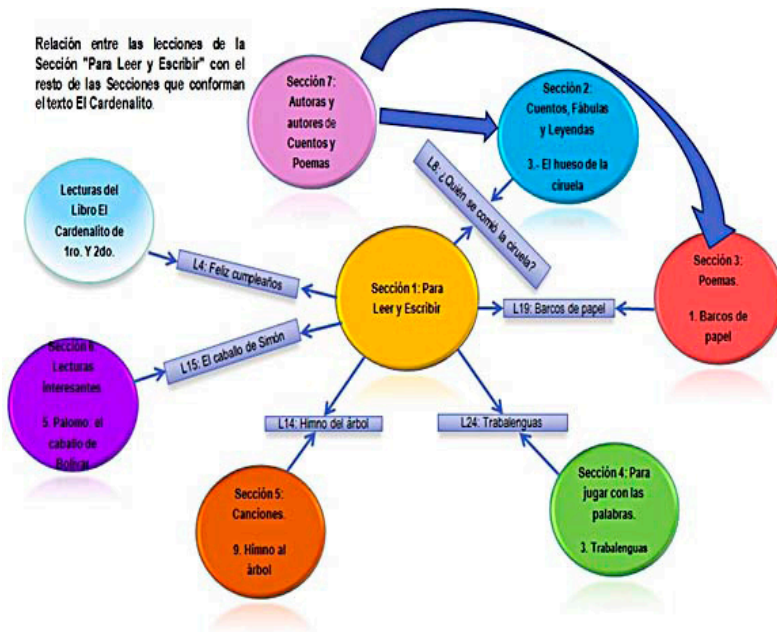 Relación entre las lecciones de la
Sección "Para Leer y Escribir" con el
resto de las Secciones que conforman
el texto El Cardenalito.
Sección 7:
Autoras y
autores de
Cuentos y
Poemas
Sección 2:
Cuentos, Fábulas
y Leyendas
3.- El hueso de la
ciruela
L8: ¿Quién se comió la ciruela?
Lecturas del
Libro El
Cardenalito de
1ro. Y 2do.
L4: Feliz cumpleaños
Sección 1: Para
Leer y Escribir
L19: Barcos de papel
Sección 3:
Poemas.
1. Barcos de
papel
L15: El caballo de Simón
Sección 6:
Lecturas
interesantes
5. Palomo: el
caballo de
Bolívar
L14: Himno del árbol
L24: Trabalenguas
Sección 5:
Canciones.
9. Himno al
árbol
Sección 4: Para
jugar con las
palabras.
3. Trabalenguas